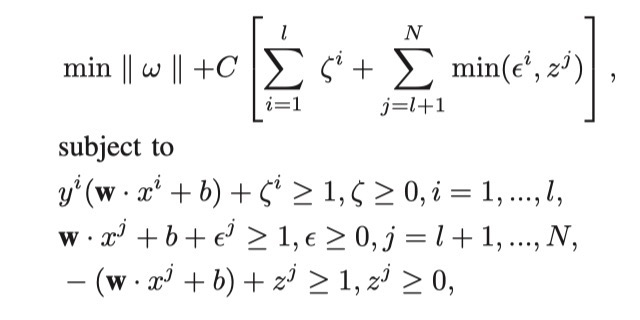 min ‖ ω ‖ +C [ ∑_{i=1}^{l} ζ^i + ∑_{j=l+1}^{N} min(ϵ^i, z^j) ] ,
subject to
y^i(w · x^i + b) + ζ^i ≥ 1, ζ ≥ 0, i = 1, ..., l,
w · x^j + b + ϵ^j ≥ 1, ϵ ≥ 0, j = l + 1, ..., N,
− (w · x^j + b) + z^j ≥ 1, z^j ≥ 0,